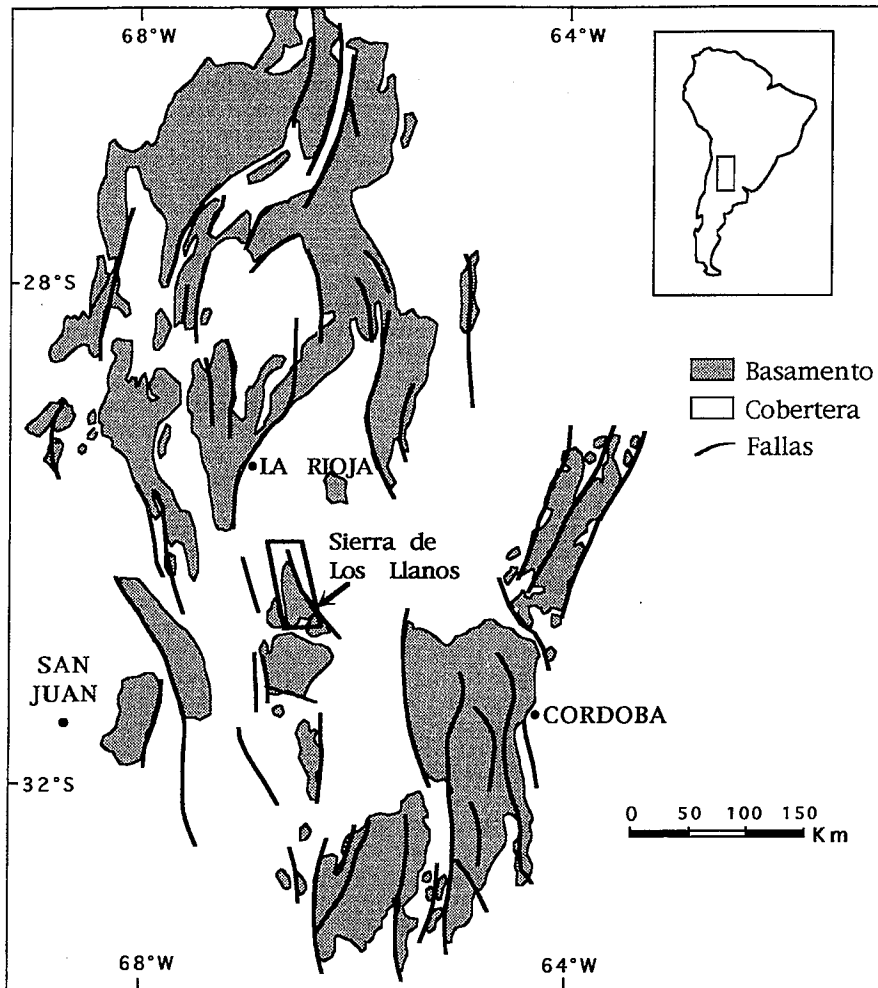 68°W
64°W
28°S
Basamento
Cobertera
Fallas
LA RIOJA
Sierra de
Los Llanos
SAN
JUAN
CORDOBA
32°S
0 50 100 150
Km
68°W
64°W